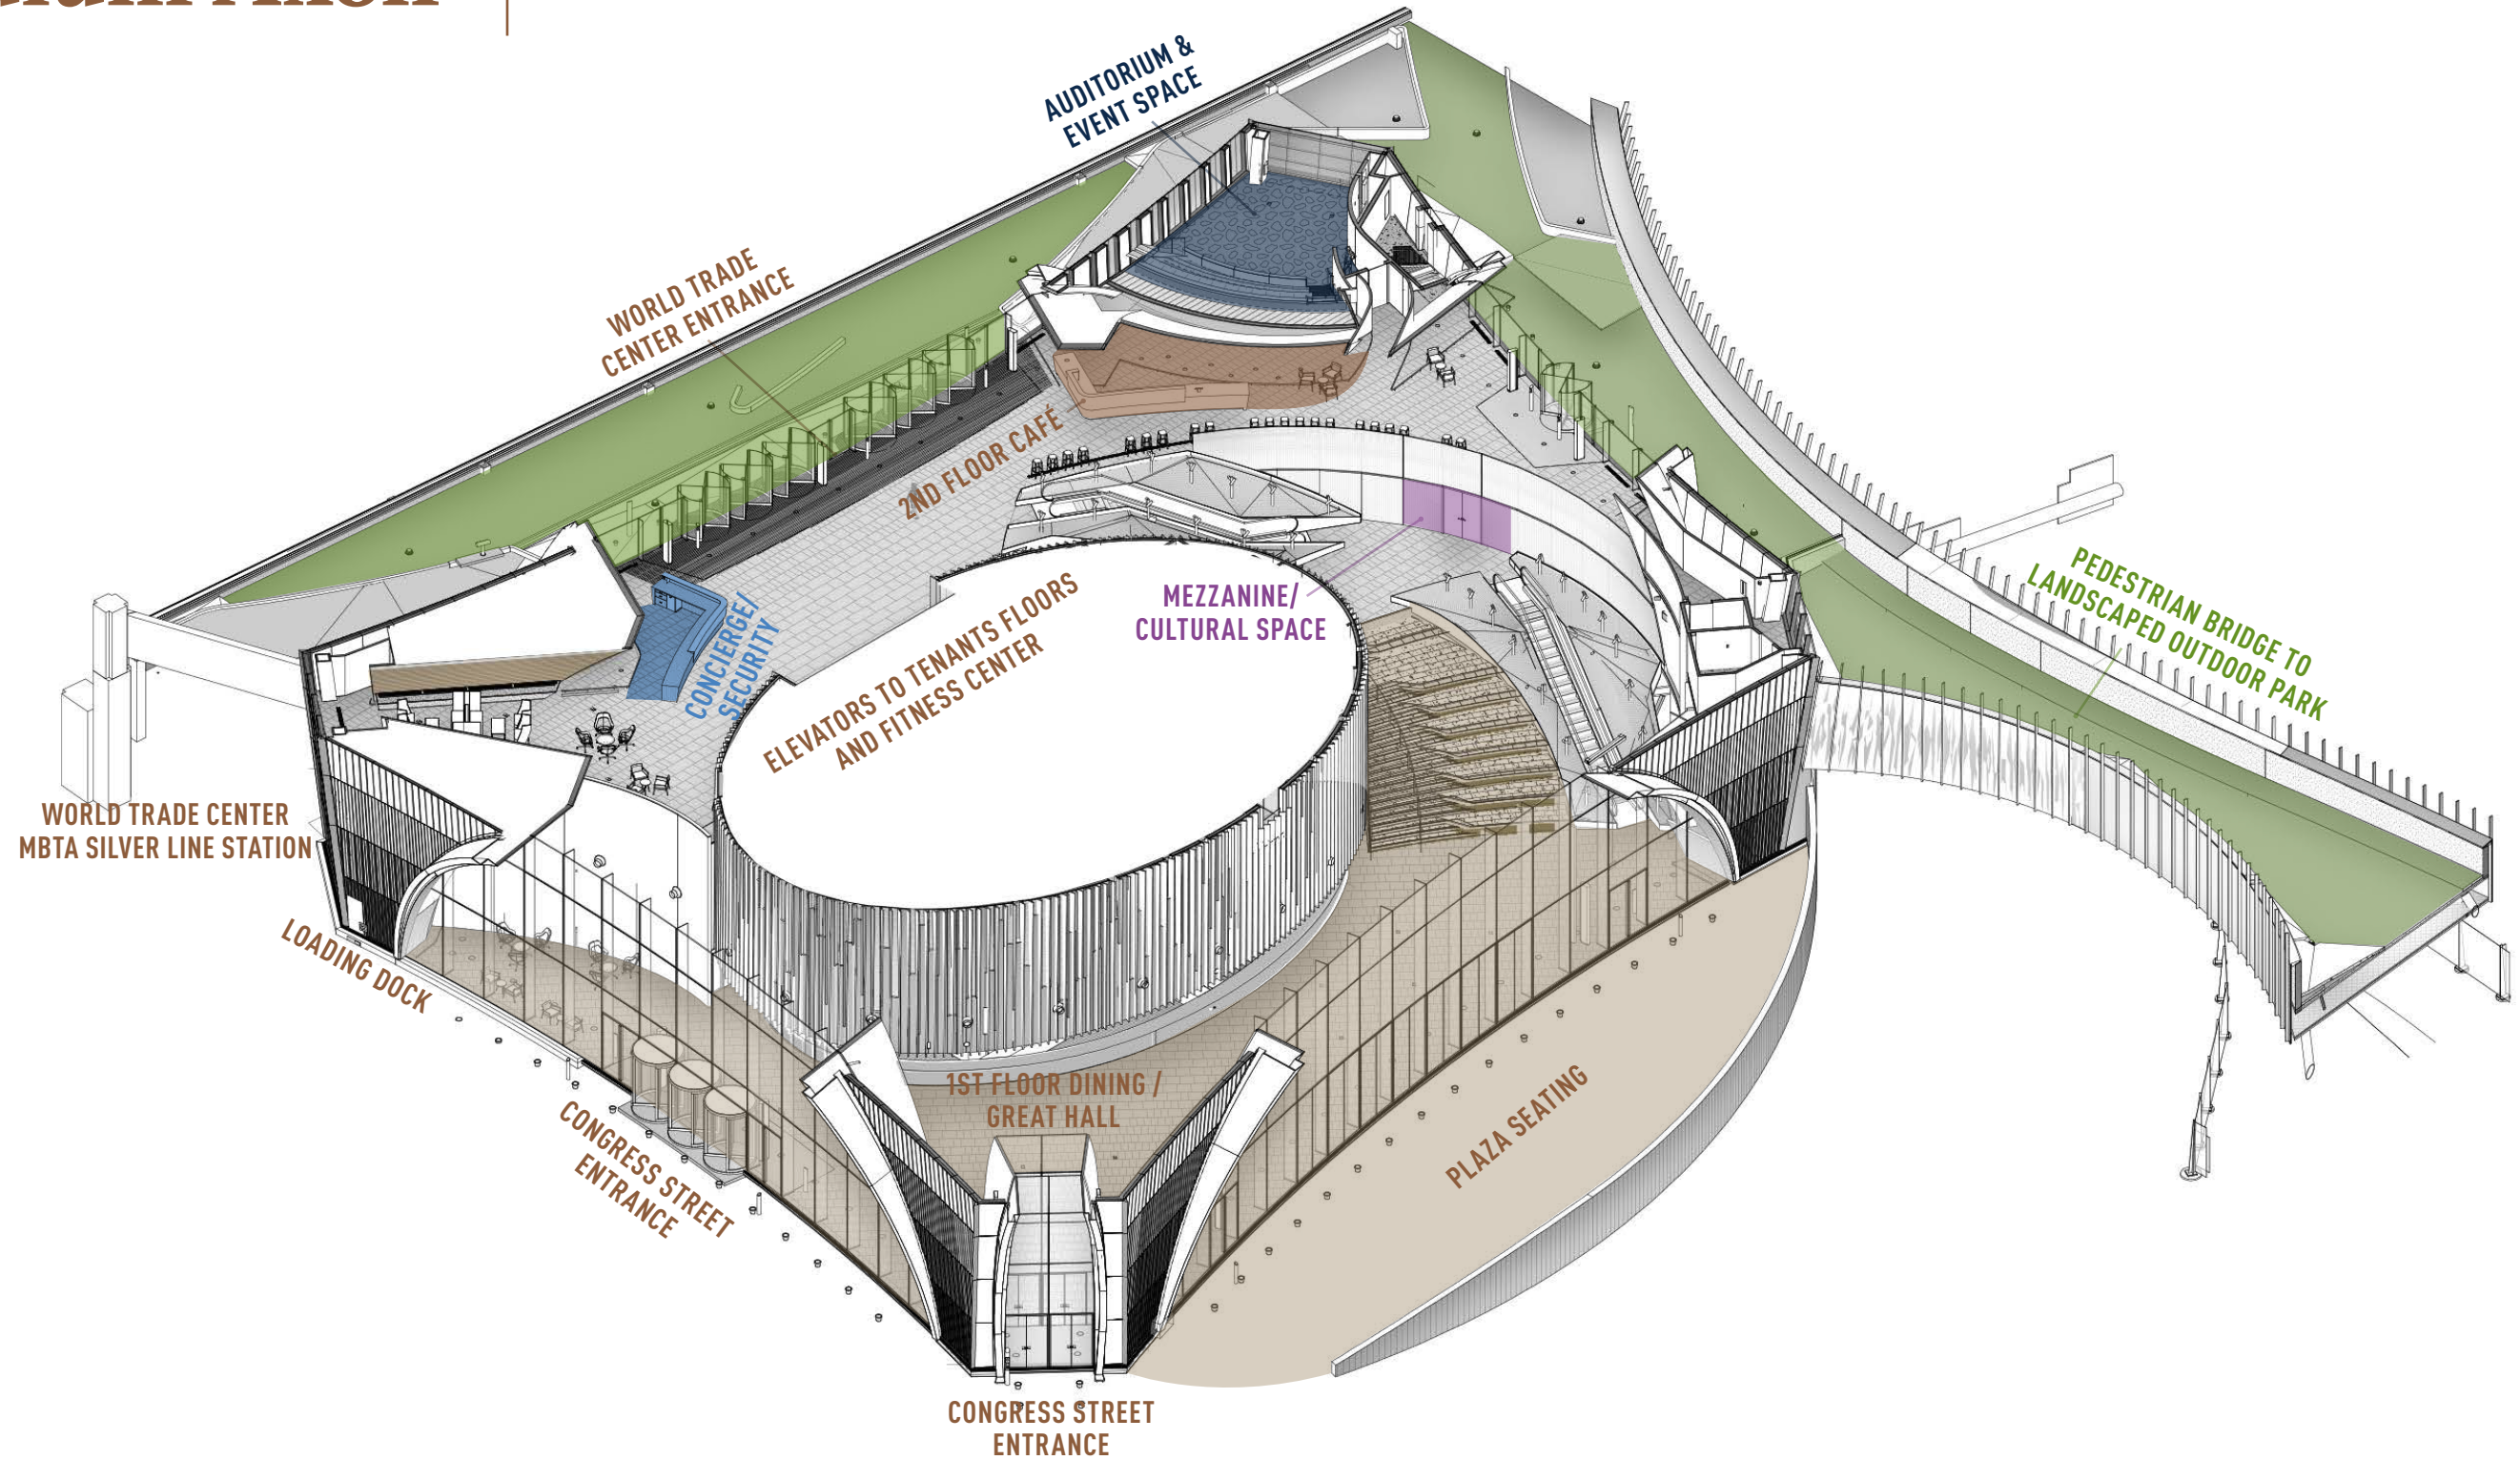 AUDITORIUM &
EVENT SPACE
WORLD TRADE
CENTER ENTRANCE
2ND FLOOR CAFÉ
CONCIERGE/
SECURITY
ELEVATORS TO TENANTS FLOORS
AND FITNESS CENTER
MEZZANINE/
CULTURAL SPACE
PEDESTRIAN BRIDGE TO
LANDSCAPED OUTDOOR PARK
WORLD TRADE CENTER
MBTA SILVER LINE STATION
LOADING DOCK
CONGRESS STREET
ENTRANCE
1ST FLOOR DINING /
GREAT HALL
PLAZA SEATING
CONGRESS STREET
ENTRANCE